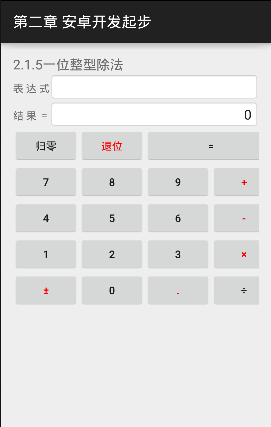 第二章 安卓开发起步
2.1.5一位整型除法
表 达 式
结 果 = 0
归零 退位 =
7 8 9 +
4 5 6 -
1 2 3 ×
± 0 . ÷